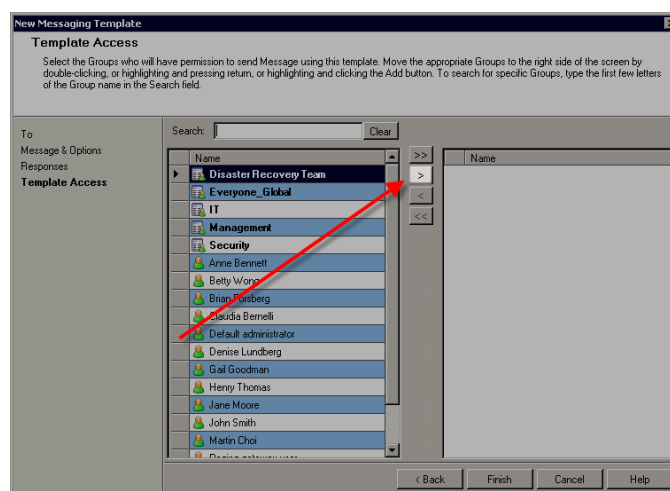 New Messaging Template
Template Access
Select the Groups who will have permission to send Message using this template. Move the appropriate Groups to the right side of the screen by
double-clicking, or highlighting and pressing return, or highlighting and clicking the Add button. To search for specific Groups, type the first few letters
of the Group name in the Search field.
To
Message & Options
Responses
Template Access
Search:
Clear
Name
Disaster Recovery Team
Everyone_Global
IT
Management
Security
Anne Bennett
Betty Wong
Brian Forsberg
Claudia Bernelli
Default administrator
Denise Lundberg
Gail Goodman
Henry Thomas
Jane Moore
John Smith
Martin Choi
>>
>
<
<<
Name
< Back
Finish
Cancel
Help